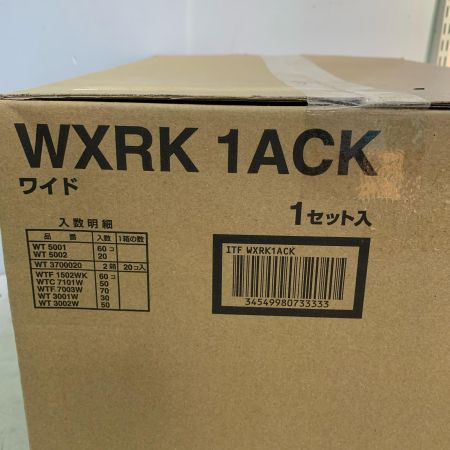 WXRK 1ACK
ワイド
1セット入
入数明細
品番 入数 1箱の数
WT 5001 60コ
WT 5002 20
WT 3700020 2箱 20コ入
WTF 1502WK 60コ
WTC 7101W 50
WTF 7003W 70
WT 3001W 30
WT 3002W 50
ITF WXRK1ACK
34549980733333